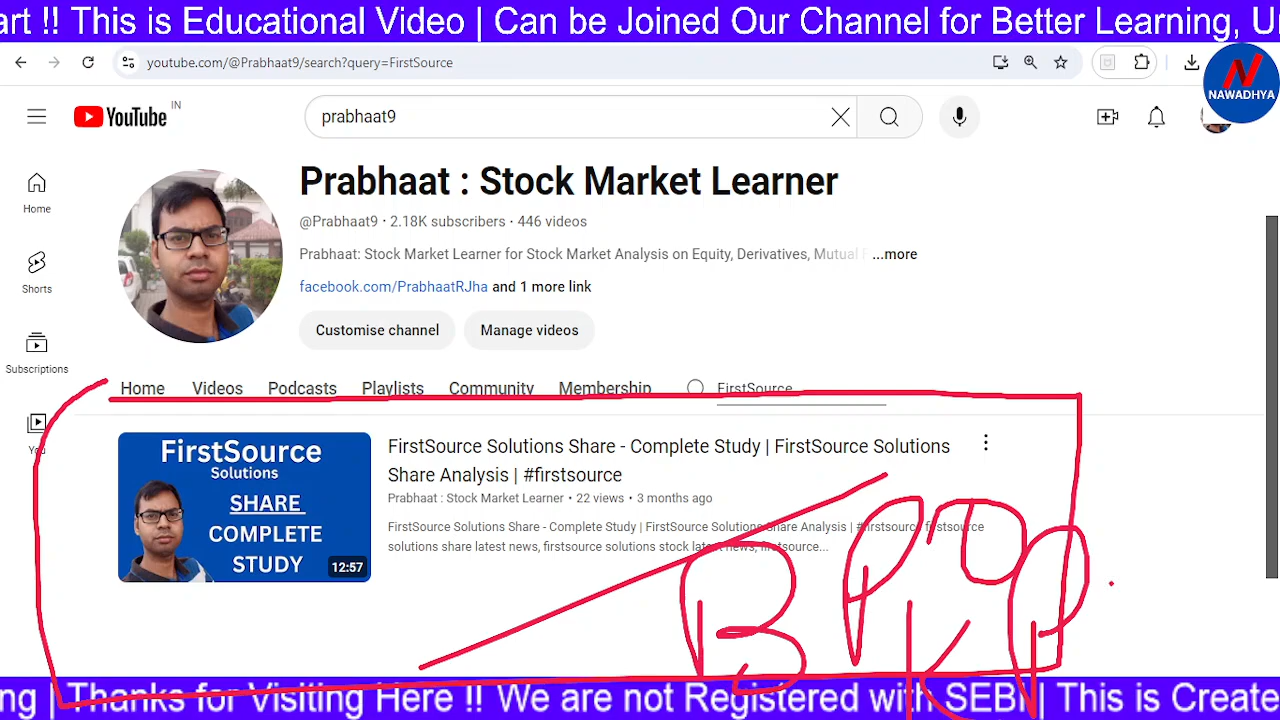 art !! This is Educational Video | Can be Joined Our Channel for Better Learning, U
youtube.com/@Prabhaat9/search?query=FirstSource
NAWADHYA
YouTube IN
prabhaat9
Prabhaat : Stock Market Learner
@Prabhaat9 • 2.18K subscribers • 446 videos
Prabhaat: Stock Market Learner for Stock Market Analysis on Equity, Derivatives, Mutual F ...more
facebook.com/PrabhaatRJha and 1 more link
Customise channel
Manage videos
Home
Shorts
Subscriptions
You
Home Videos Podcasts Playlists Community Membership FirstSource
FirstSource
Solutions
SHARE
COMPLETE
STUDY
12:57
FirstSource Solutions Share - Complete Study | FirstSource Solutions
Share Analysis | #firstsource
Prabhaat : Stock Market Learner • 22 views • 3 months ago
FirstSource Solutions Share - Complete Study | FirstSource Solutions Share Analysis | #firstsource firstsource
solutions share latest news, firstsource solutions stock latest news, firstsource...
ing | Thanks for Visiting Here !! We are not Registered with SEBI | This is Create